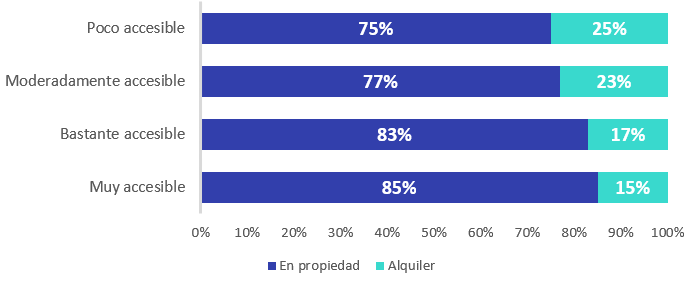 Poco accesible 75% 25%
Moderadamente accesible 77% 23%
Bastante accesible 83% 17%
Muy accesible 85% 15%
0% 10% 20% 30% 40% 50% 60% 70% 80% 90% 100%
En propiedad Alquiler